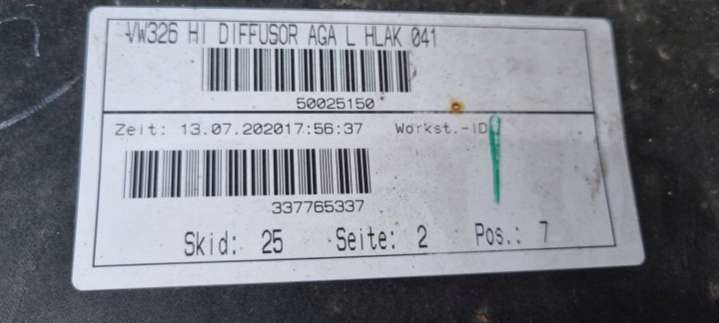 VW326 HI DIFFUSOR AGA L HLAK 041
50025150
Zeit: 13.07.202017:56:37 Workst.-ID
337765337
Skid: 25 Seite: 2 Pos.: 7